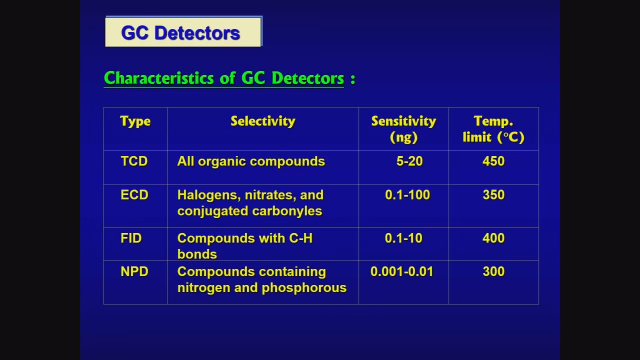 GC Detectors
Characteristics of GC Detectors :
Type Selectivity Sensitivity (ng) Temp. limit (°C)
TCD All organic compounds 5-20 450
ECD Halogens, nitrates, and conjugated carbonyles 0.1-100 350
FID Compounds with C-H bonds 0.1-10 400
NPD Compounds containing nitrogen and phosphorous 0.001-0.01 300